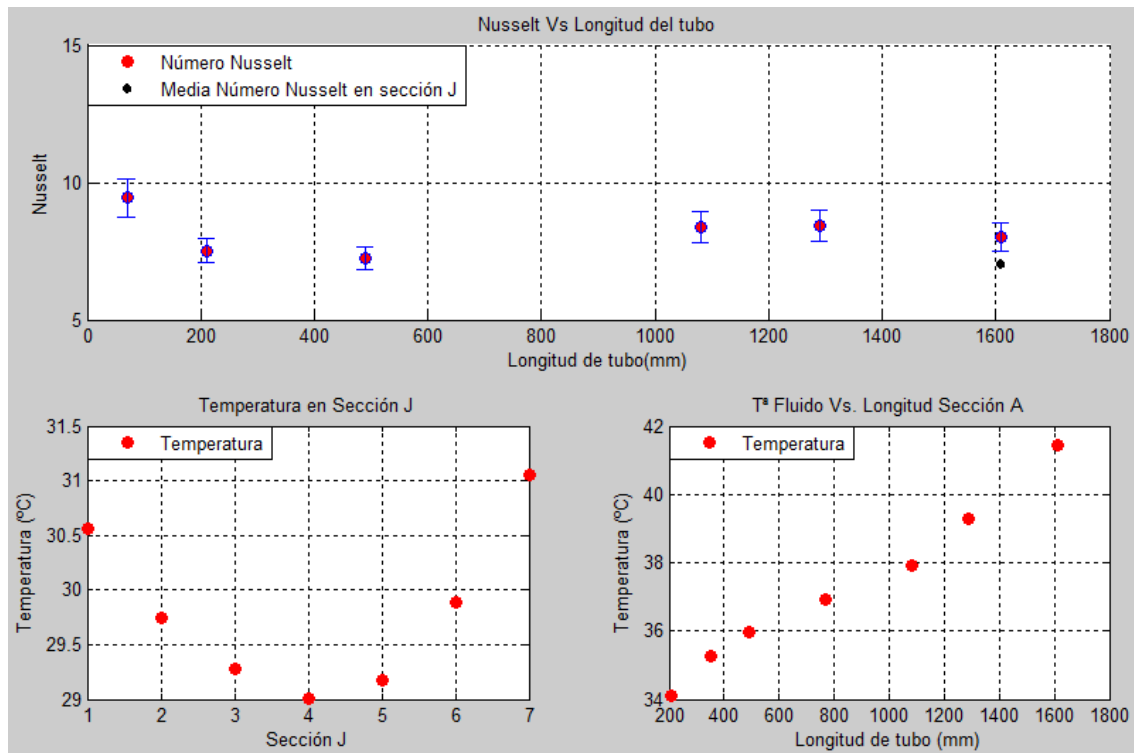 Nusselt Vs Longitud del tubo
15
10
5
Nusselt
Número Nusselt
Media Número Nusselt en sección J
0 200 400 600 800 1000 1200 1400 1600 1800
Longitud de tubo(mm)
Temperatura en Sección J
31.5
31
30.5
30
29.5
29
Temperatura (ºC)
Temperatura
1 2 3 4 5 6 7
Sección J
Tª Fluido Vs. Longitud Sección A
42
40
38
36
34
Temperatura (ºC)
Temperatura
200 400 600 800 1000 1200 1400 1600 1800
Longitud de tubo (mm)